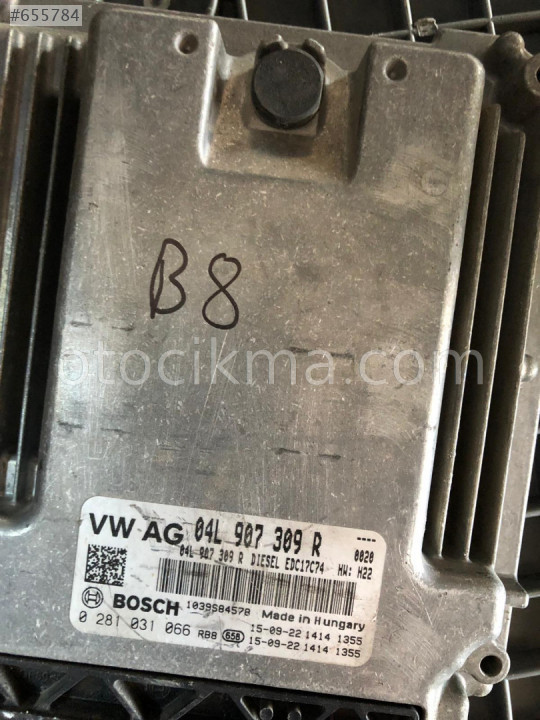 #655784
B8
otocikma.com
VW AG 04L 907 309 R ----
04L 907 309 R DIESEL EDC17C74 0020
HW: H22
BOSCH 1039S84578 Made in Hungary
0 281 031 066 RB8 658 15-09-22 1414 1355
15-09-22 1414 1355